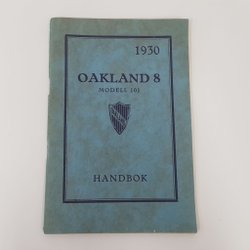 1930
OAKLAND 8
MODELL 101
HANDBOK